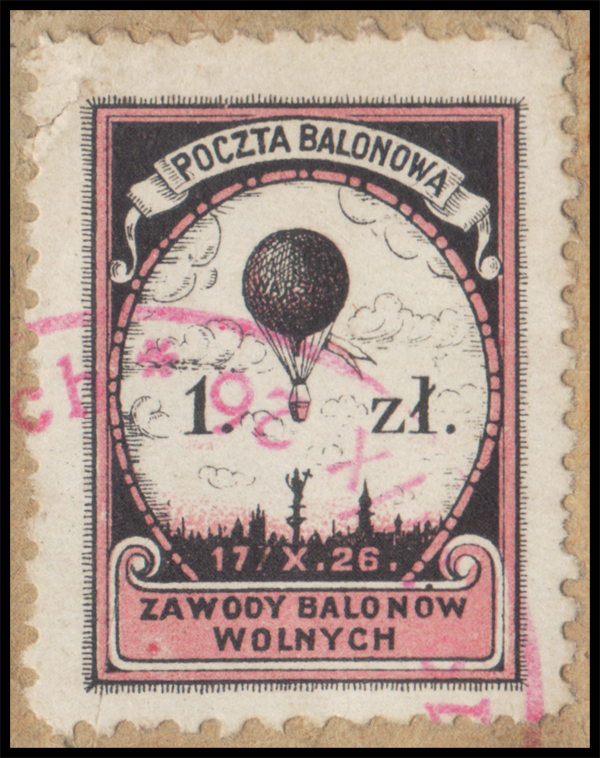 POCZTA BALONOWA
1. zł.
17/X.26.
ZAWODY BALONÓW
WOLNYCH